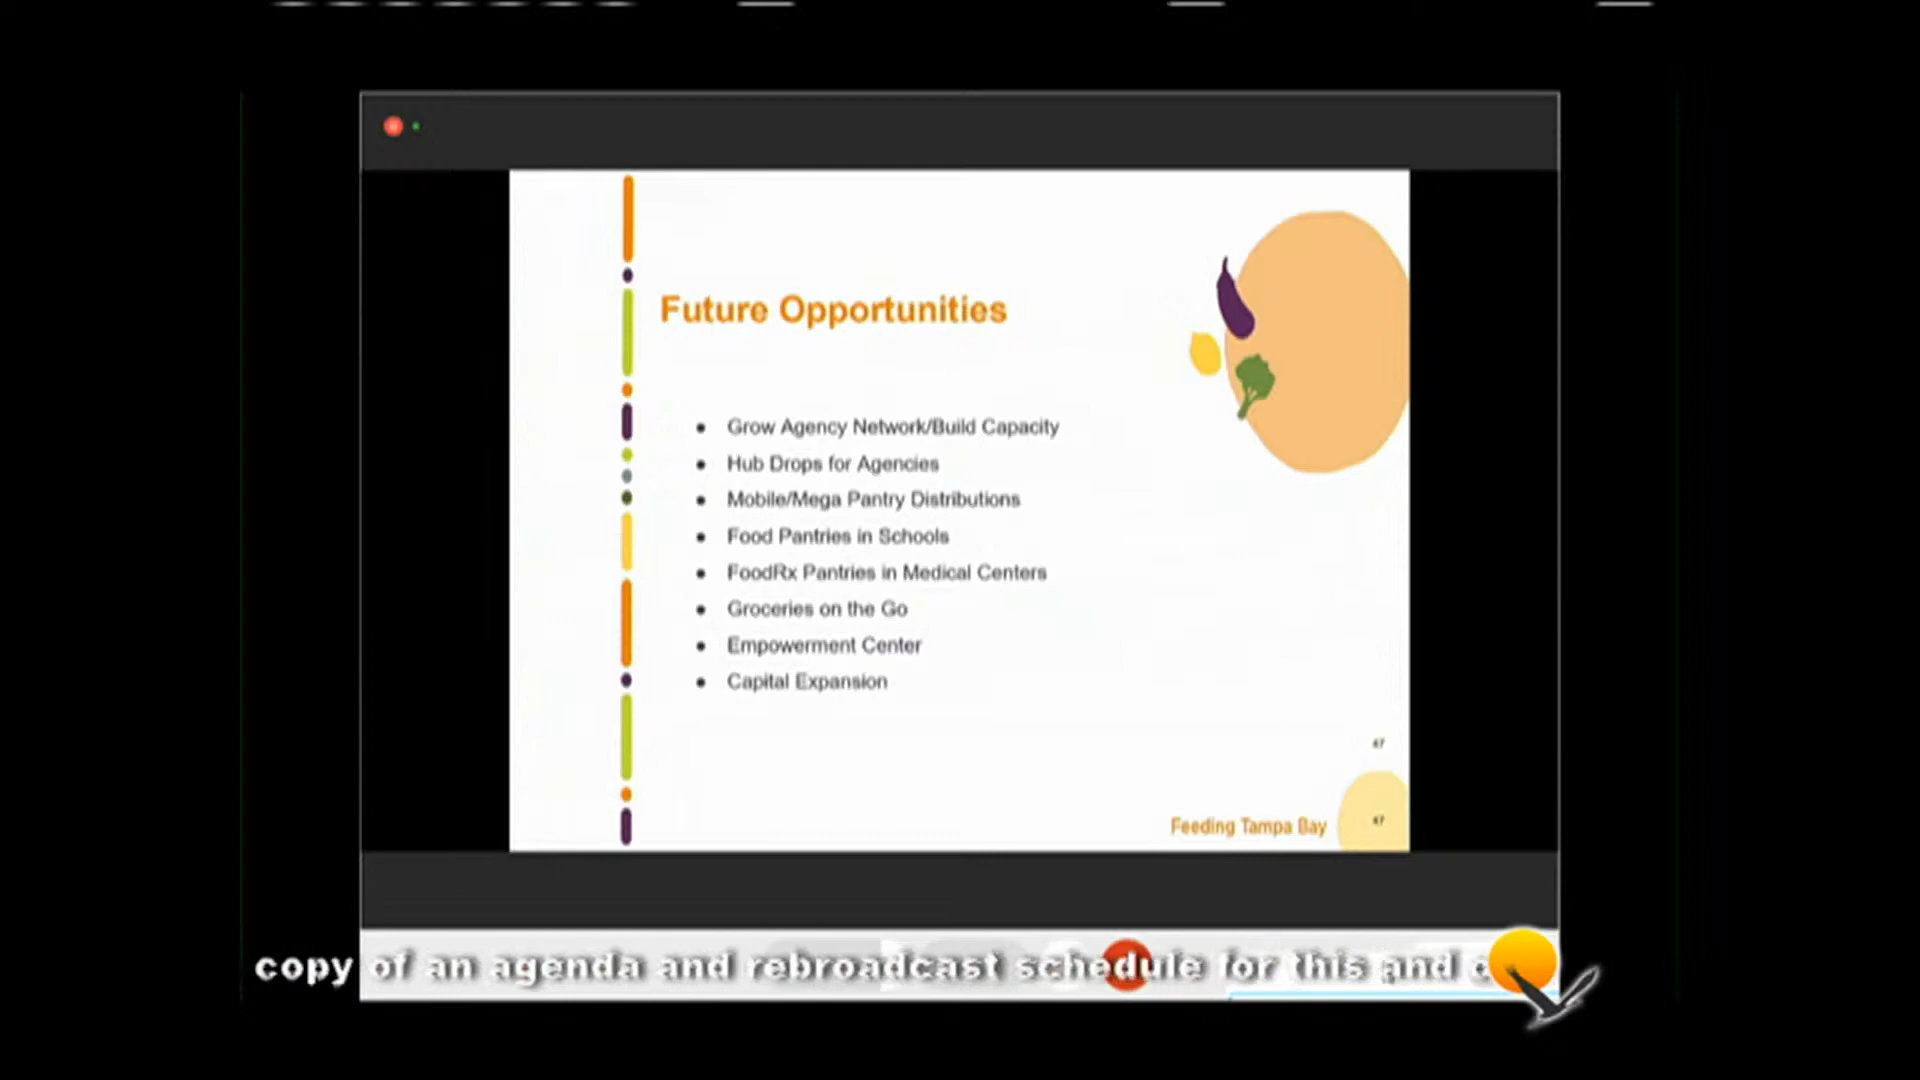 Future Opportunities
Grow Agency Network/Build Capacity
Hub Drops for Agencies
Mobile/Mega Pantry Distributions
Food Pantries in Schools
FoodRx Pantries in Medical Centers
Groceries on the Go
Empowerment Center
Capital Expansion
47
Feeding Tampa Bay
47
copy of an agenda and rebroadcast schedule for this and